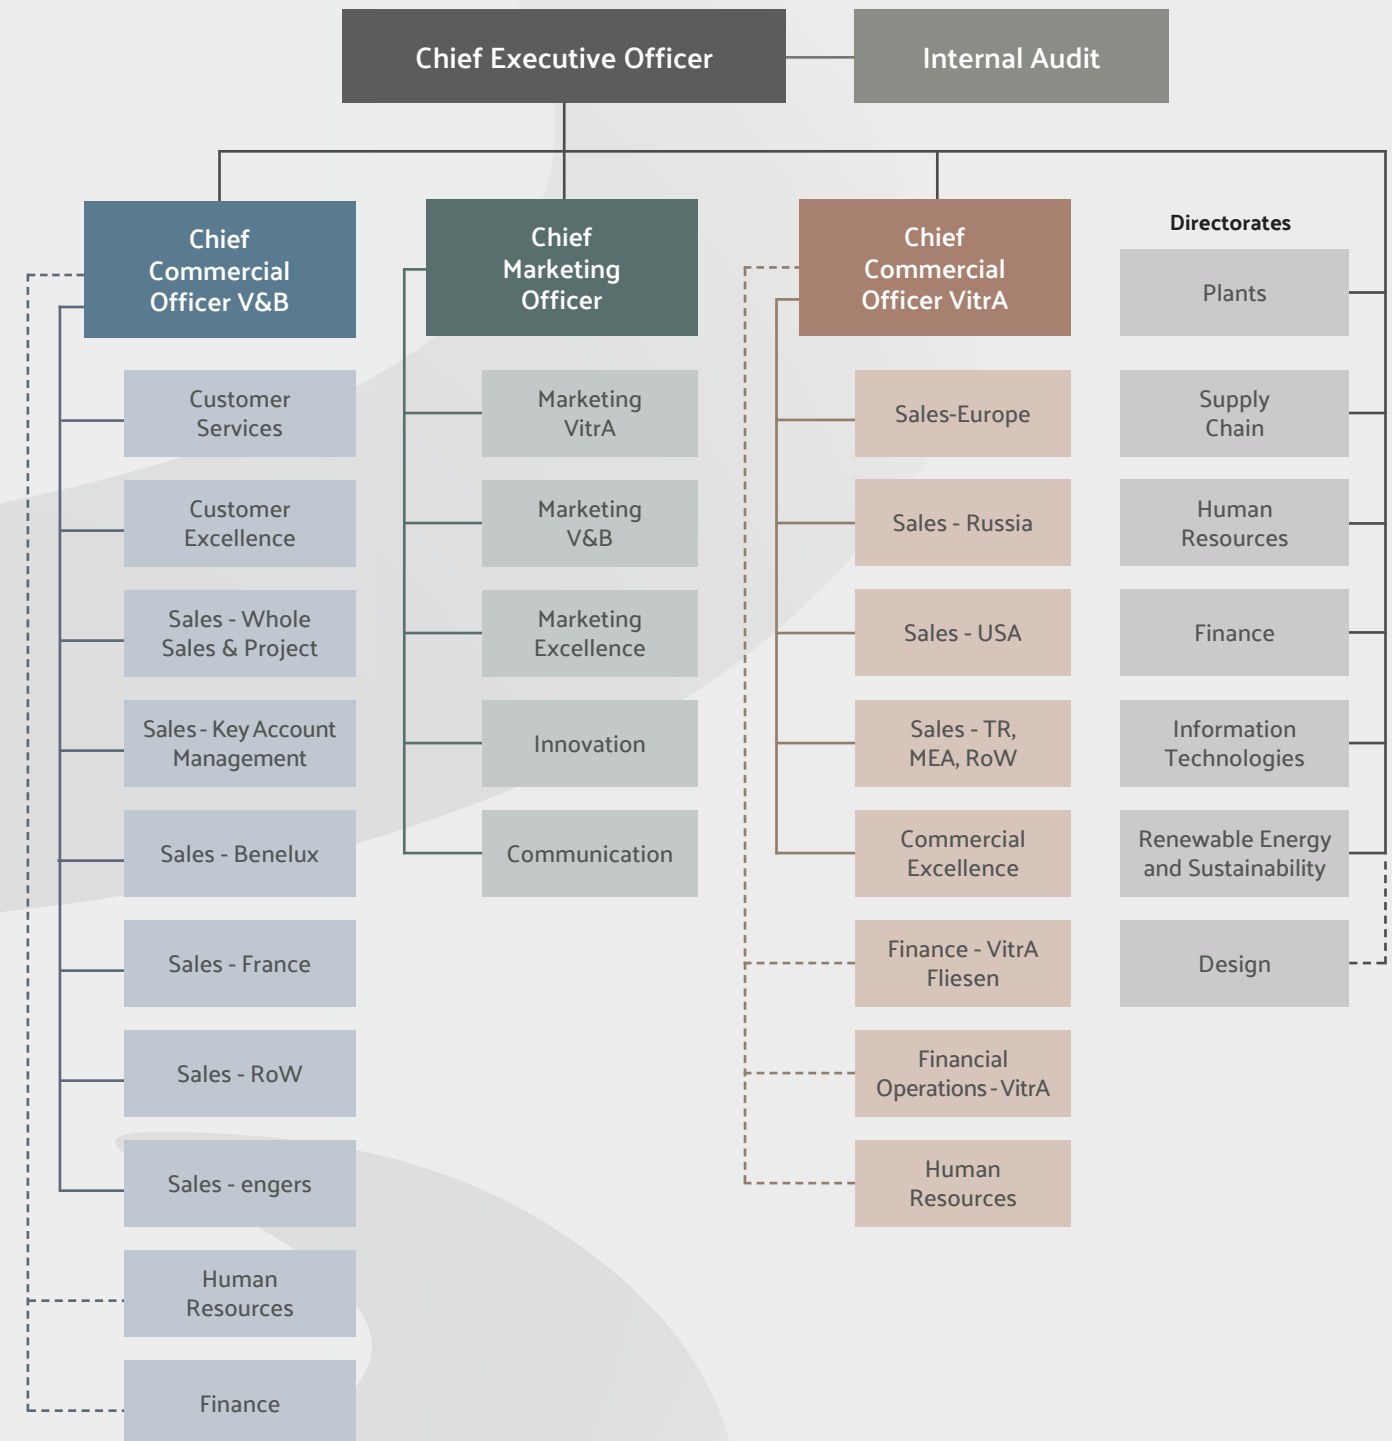 Chief Executive Officer
Internal Audit
Chief
Commercial
Officer V&B
Customer
Services
Customer
Excellence
Sales - Whole
Sales & Project
Sales - Key Account
Management
Sales - Benelux
Sales - France
Sales - RoW
Sales - engers
Human
Resources
Finance
Chief
Marketing
Officer
Marketing
VitrA
Marketing
V&B
Marketing
Excellence
Innovation
Communication
Chief
Commercial
Officer VitrA
Sales-Europe
Sales - Russia
Sales - USA
Sales - TR,
MEA, RoW
Commercial
Excellence
Finance - VitrA
Fliesen
Financial
Operations - VitrA
Human
Resources
Directorates
Plants
Supply
Chain
Human
Resources
Finance
Information
Technologies
Renewable Energy
and Sustainability
Design